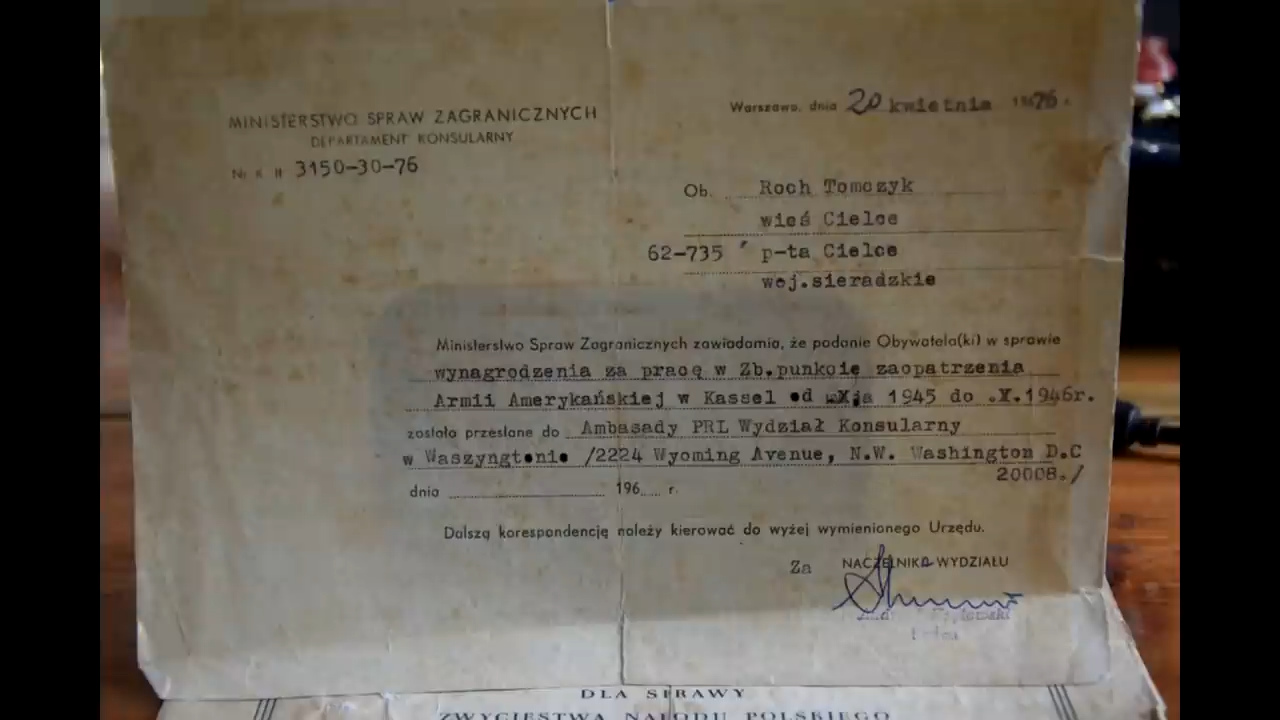 MINISTERSTWO SPRAW ZAGRANICZNYCH
DEPARTAMENT KONSULARNY
Nr K II 3150-30-76
Warszawa, dnia 20 kwietnia 1976 r.
Ob. Roch Tomczyk
wieś Cielce
62-735 p-ta Cielce
woj.sieradzkie
Ministerstwo Spraw Zagranicznych zawiadamia, że podanie Obywatela(ki) w sprawie
wynagrodzenia za pracę w Zb.punkcie zaopatrzenia
Armii Amerykańskiej w Kassel od 1945 do .X.1946r.
zostało przesłane do Ambasady PRL Wydział Konsularny
w Waszyngtonie /2224 Wyoming Avenue, N.W. Washington D.C
20008./
dnia 196 r.
Dalszą korespondencję należy kierować do wyżej wymienionego Urzędu.
Za NACZELNIKA WYDZIAŁU
DLA SPRAWY
ZWYCIĘSTWA NARODU POLSKIEGO